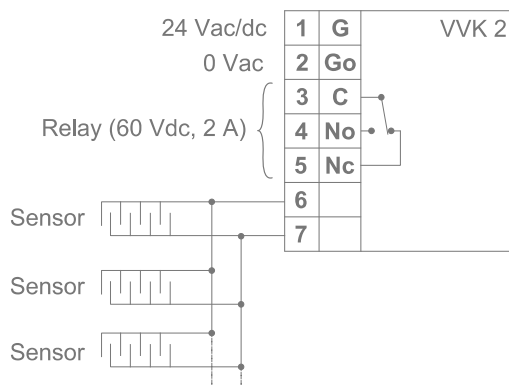 24 Vac/dc 1 G VVK 2
0 Vac 2 Go
3 C
Relay (60 Vdc, 2 A) 4 No
5 Nc
6
Sensor 7
Sensor
Sensor